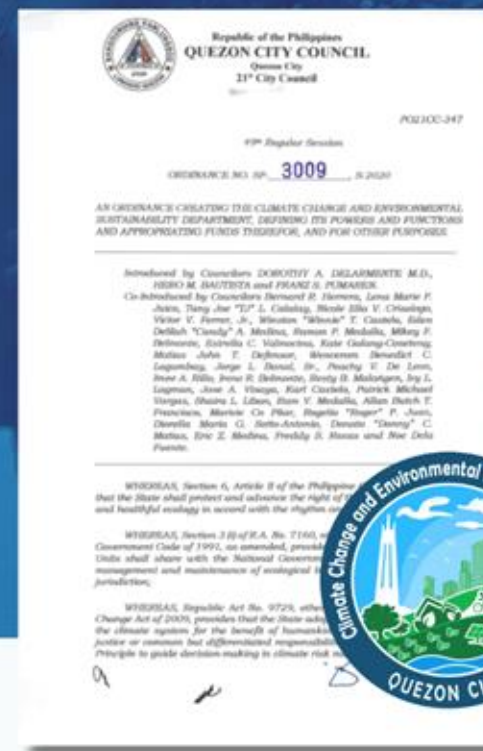 Republic of the Philippines
QUEZON CITY COUNCIL
Quezon City
21st City Council
PO21CC-347
49th Regular Session
ORDINANCE NO. SP- 3009, S-2020
AN ORDINANCE CREATING THE CLIMATE CHANGE AND ENVIRONMENTAL
SUSTAINABILITY DEPARTMENT, DEFINING ITS POWERS AND FUNCTIONS
AND APPROPRIATING FUNDS THEREFOR, AND FOR OTHER PURPOSES.
Introduced by Councilors DOROTHY A. DELARMENTE M.D.,
HERO M. BAUTISTA and FRANZ S. PUMAREN.
Co-Introduced by Councilors Bernard R. Herrera, Lena Marie P.
Juico, Tany Joe "TJ" L. Calalay, Nicole Ella V. Crisologo,
Victor V. Ferrer, Jr., Winston "Winnie" T. Castelo, Eden
Delilah "Candy" A. Medina, Ramon P. Medalla, Mikey F.
Belmonte, Estrella C. Valmocina, Kate Galang-Coseteng,
Matias John T. Defensor, Wencerom Benedict C.
Lagumbay, Jorge L. Banal, Sr., Peachy V. De Leon,
Imee A. Rillo, Irene R. Belmonte, Resty B. Malangen, Ivy L.
Lagman, Jose A. Visaya, Karl Castelo, Patrick Michael
Vargas, Shaira L. Liban, Ram V. Medalla, Allan Butch T.
Francisco, Marivic Co Pilar, Rogelio "Roger" P. Juan,
Diorella Maria G. Sotto-Antonio, Donato "Donny" C.
Matias, Eric Z. Medina, Freddy S. Roxas and Noe Dela
Fuente.
WHEREAS, Section 6, Article II of the Philippine
that the State shall protect and advance the right of
and healthful ecology in accord with the rhythm
WHEREAS, Section 3 (i) of R.A. No. 7160,
Government Code of 1991, as amended,
Units shall share with the National
management and maintenance of ecological
jurisdiction;
WHEREAS, Republic Act No. 9729,
Change Act of 2009, provides that the State
the climate system for the benefit of
justice or common but differentiated
Principle to guide decision-making in climate risk
Climate Change and Environmental
QUEZON